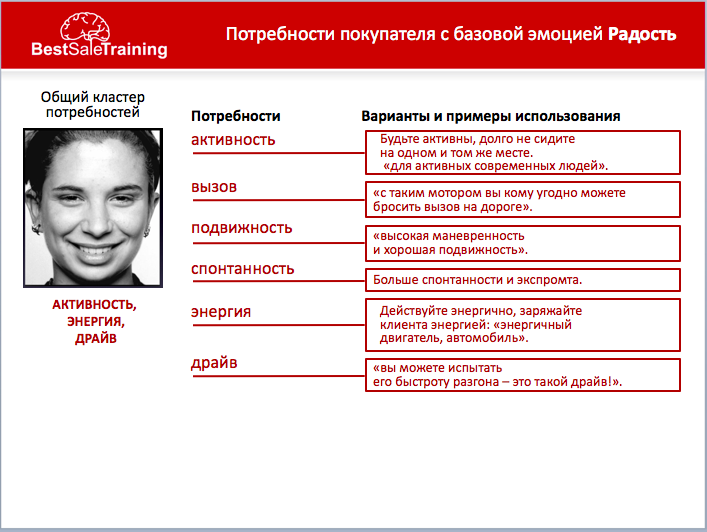 Потребности покупателя с базовой эмоцией Радость
BestSaleTraining
Общий кластер
потребностей
АКТИВНОСТЬ,
ЭНЕРГИЯ,
ДРАЙВ
Потребности
Варианты и примеры использования
активность
Будьте активны, долго не сидите
на одном и том же месте.
«для активных современных людей».
вызов
«с таким мотором вы кому угодно можете
бросить вызов на дороге».
подвижность
«высокая маневренность
и хорошая подвижность».
спонтанность
Больше спонтанности и экспромта.
энергия
Действуйте энергично, заряжайте
клиента энергией: «энергичный
двигатель, автомобиль».
драйв
«вы можете испытать
его быстроту разгона – это такой драйв!».